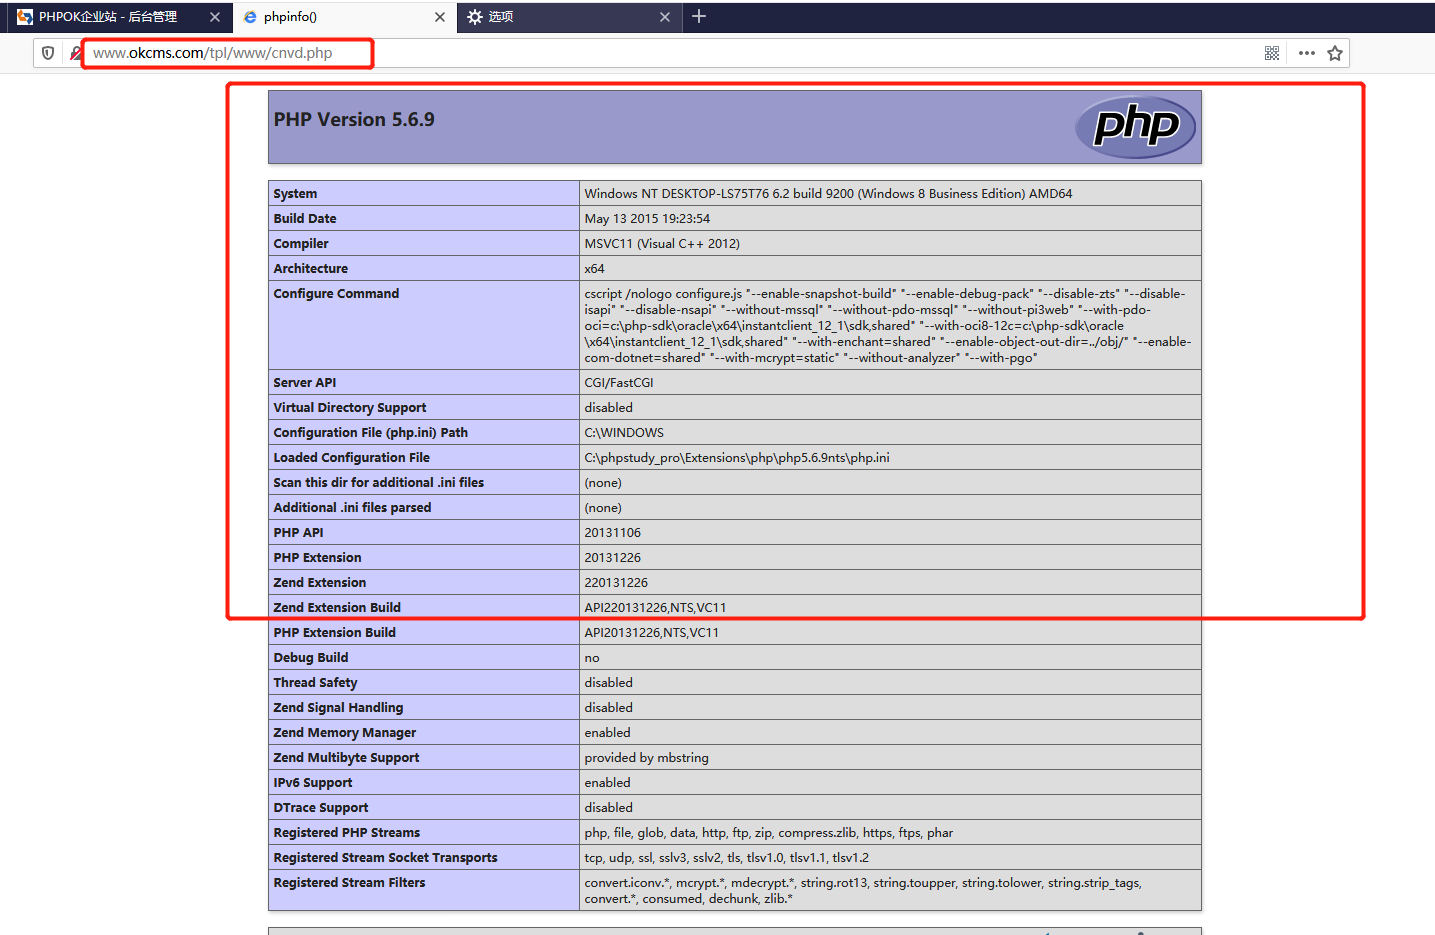 PHPOK企业站 - 后台管理
phpinfo()
选项
www.okcms.com/tpl/www/cnvd.php
PHP Version 5.6.9
php
System Windows NT DESKTOP-LS75T76 6.2 build 9200 (Windows 8 Business Edition) AMD64
Build Date May 13 2015 19:23:54
Compiler MSVC11 (Visual C++ 2012)
Architecture x64
Configure Command cscript /nologo configure.js "--enable-snapshot-build" "--enable-debug-pack" "--disable-zts" "--disable-
isapi" "--disable-nsapi" "--without-mssql" "--without-pdo-mssql" "--without-pi3web" "--with-pdo-
oci=c:\php-sdk\oracle\x64\instantclient_12_1\sdk,shared" "--with-oci8-12c=c:\php-sdk\oracle
\x64\instantclient_12_1\sdk,shared" "--with-enchant=shared" "--enable-object-out-dir=../obj/" "--enable-
com-dotnet=shared" "--with-mcrypt=static" "--without-analyzer" "--with-pgo"
Server API CGI/FastCGI
Virtual Directory Support disabled
Configuration File (php.ini) Path C:\WINDOWS
Loaded Configuration File C:\phpstudy_pro\Extensions\php\php5.6.9nts\php.ini
Scan this dir for additional .ini files (none)
Additional .ini files parsed (none)
PHP API 20131106
PHP Extension 20131226
Zend Extension 220131226
Zend Extension Build API220131226,NTS,VC11
PHP Extension Build API20131226,NTS,VC11
Debug Build no
Thread Safety disabled
Zend Signal Handling disabled
Zend Memory Manager enabled
Zend Multibyte Support provided by mbstring
IPv6 Support enabled
DTrace Support disabled
Registered PHP Streams php, file, glob, data, http, ftp, zip, compress.zlib, https, ftps, phar
Registered Stream Socket Transports tcp, udp, ssl, sslv3, sslv2, tls, tlsv1.0, tlsv1.1, tlsv1.2
Registered Stream Filters convert.iconv.*, mcrypt.*, mdecrypt.*, string.rot13, string.toupper, string.tolower, string.strip_tags,
convert.*, consumed, dechunk, zlib.*